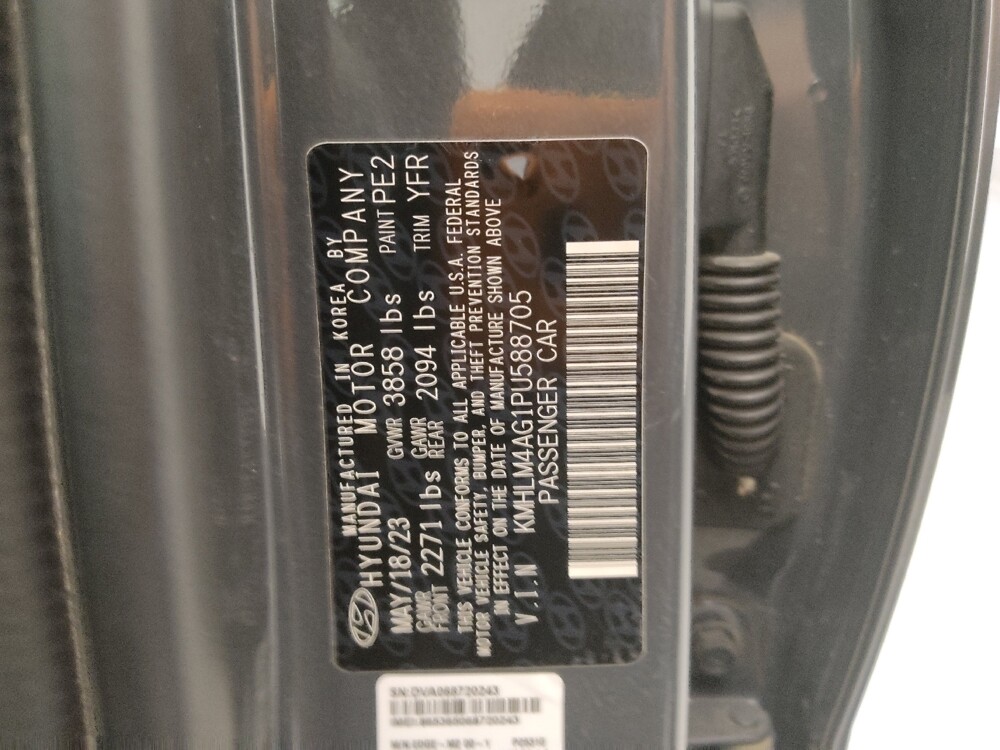 MANUFACTURED IN KOREA BY
HYUNDAI MOTOR COMPANY
MAY/18/23 GVWR 3858 lbs PAINT PE2
GAWR FRONT 2271 lbs GAWR REAR 2094 lbs TRIM YFR
THIS VEHICLE CONFORMS TO ALL APPLICABLE U.S.A. FEDERAL
MOTOR VEHICLE SAFETY, BUMPER, AND THEFT PREVENTION STANDARDS
IN EFFECT ON THE DATE OF MANUFACTURE SHOWN ABOVE
V.I.N KMHLM4AG1PU588705
PASSENGER CAR
SN:DVA068720243